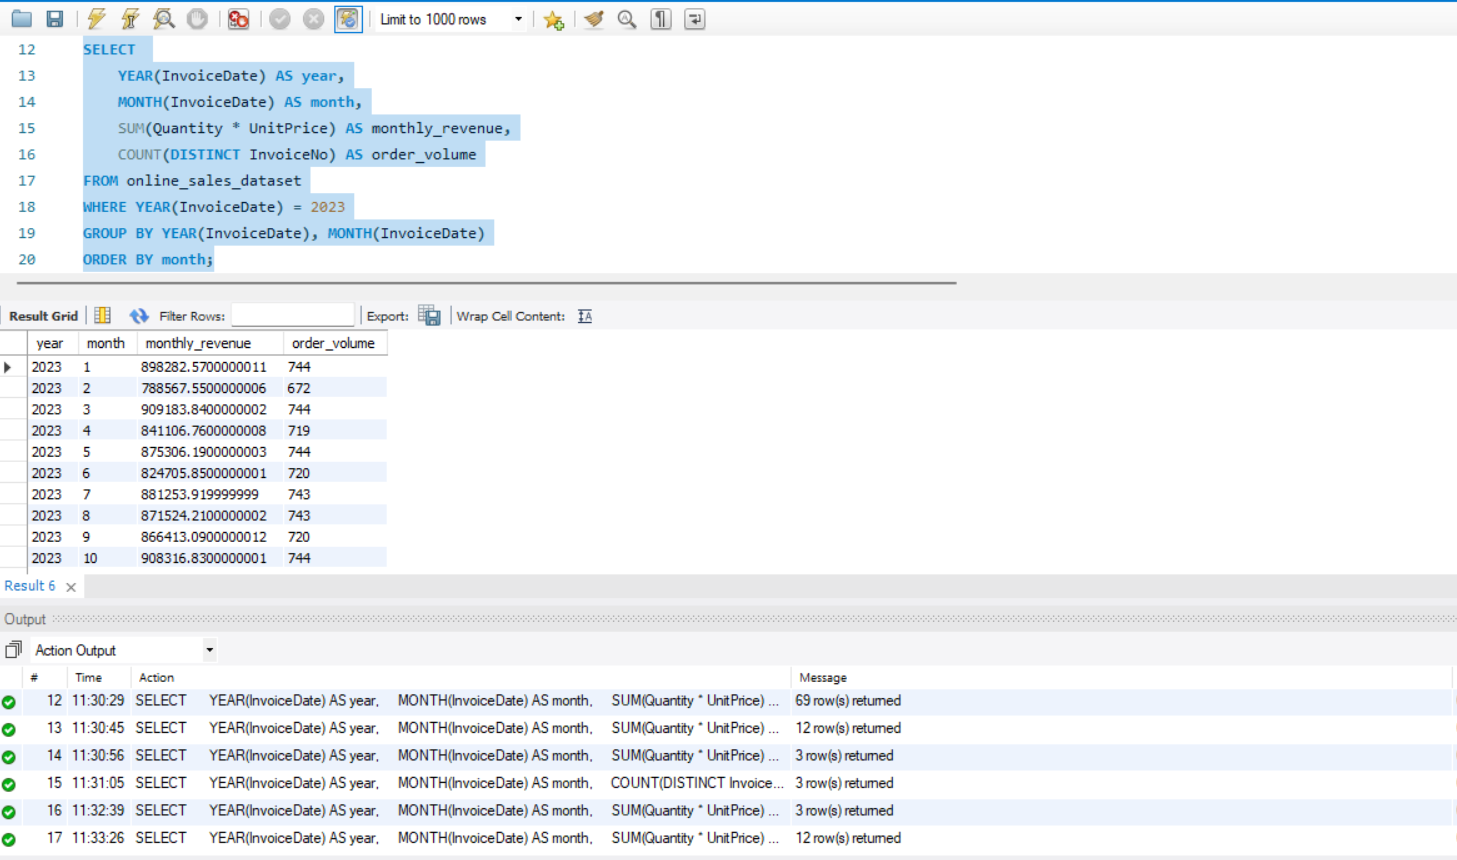 Limit to 1000 rows
12 SELECT
13 YEAR(InvoiceDate) AS year,
14 MONTH(InvoiceDate) AS month,
15 SUM(Quantity * UnitPrice) AS monthly_revenue,
16 COUNT(DISTINCT InvoiceNo) AS order_volume
17 FROM online_sales_dataset
18 WHERE YEAR(InvoiceDate) = 2023
19 GROUP BY YEAR(InvoiceDate), MONTH(InvoiceDate)
20 ORDER BY month;
Result Grid Filter Rows: Export: Wrap Cell Content: IA
year month monthly_revenue order_volume
2023 1 898282.5700000011 744
2023 2 788567.5500000006 672
2023 3 909183.8400000002 744
2023 4 841106.7600000008 719
2023 5 875306.1900000003 744
2023 6 824705.8500000001 720
2023 7 881253.919999999 743
2023 8 871524.2100000002 743
2023 9 866413.0900000012 720
2023 10 908316.8300000001 744
Result 6
Output
Action Output
# Time Action Message
12 11:30:29 SELECT YEAR(InvoiceDate) AS year, MONTH(InvoiceDate) AS month, SUM(Quantity * UnitPrice) ... 69 row(s) returned
13 11:30:45 SELECT YEAR(InvoiceDate) AS year, MONTH(InvoiceDate) AS month, SUM(Quantity * UnitPrice) ... 12 row(s) returned
14 11:30:56 SELECT YEAR(InvoiceDate) AS year, MONTH(InvoiceDate) AS month, SUM(Quantity * UnitPrice) ... 3 row(s) returned
15 11:31:05 SELECT YEAR(InvoiceDate) AS year, MONTH(InvoiceDate) AS month, COUNT(DISTINCT Invoice... 3 row(s) returned
16 11:32:39 SELECT YEAR(InvoiceDate) AS year, MONTH(InvoiceDate) AS month, SUM(Quantity * UnitPrice) ... 3 row(s) returned
17 11:33:26 SELECT YEAR(InvoiceDate) AS year, MONTH(InvoiceDate) AS month, SUM(Quantity * UnitPrice) ... 12 row(s) returned